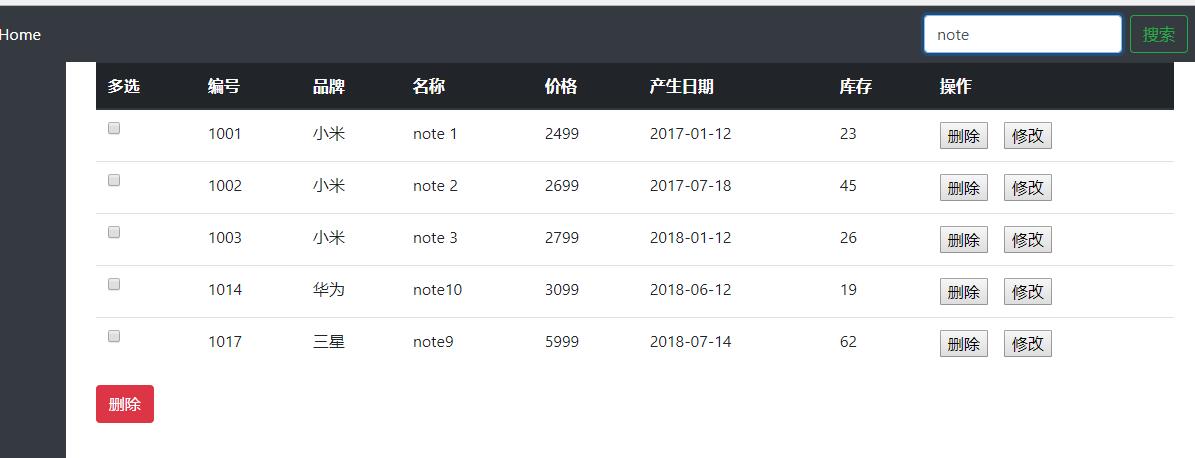 Home note 搜索
多选 编号 品牌 名称 价格 产生日期 库存 操作
1001 小米 note 1 2499 2017-01-12 23 删除 修改
1002 小米 note 2 2699 2017-07-18 45 删除 修改
1003 小米 note 3 2799 2018-01-12 26 删除 修改
1014 华为 note10 3099 2018-06-12 19 删除 修改
1017 三星 note9 5999 2018-07-14 62 删除 修改
删除